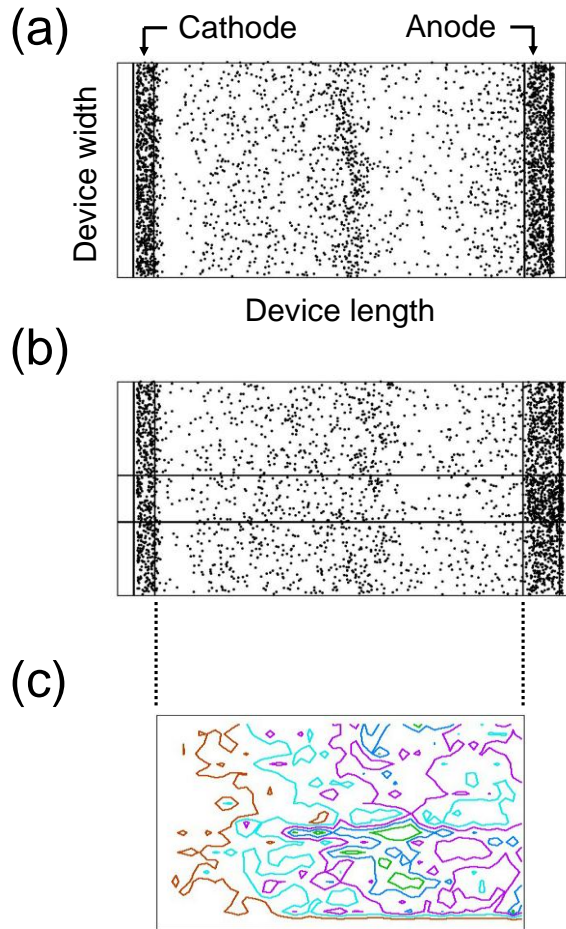 (a)
Cathode Anode
Device width
Device length
(b)
(c)